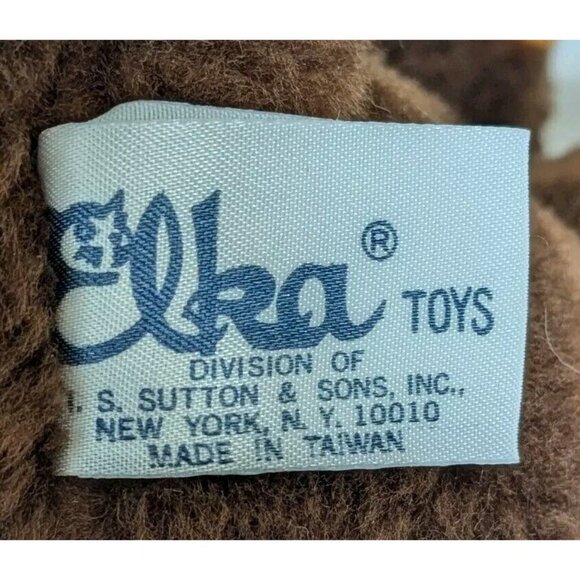 Elka® TOYS
DIVISION OF
. S. SUTTON & SONS, INC.,
NEW YORK, N. Y. 10010
MADE IN TAIWAN